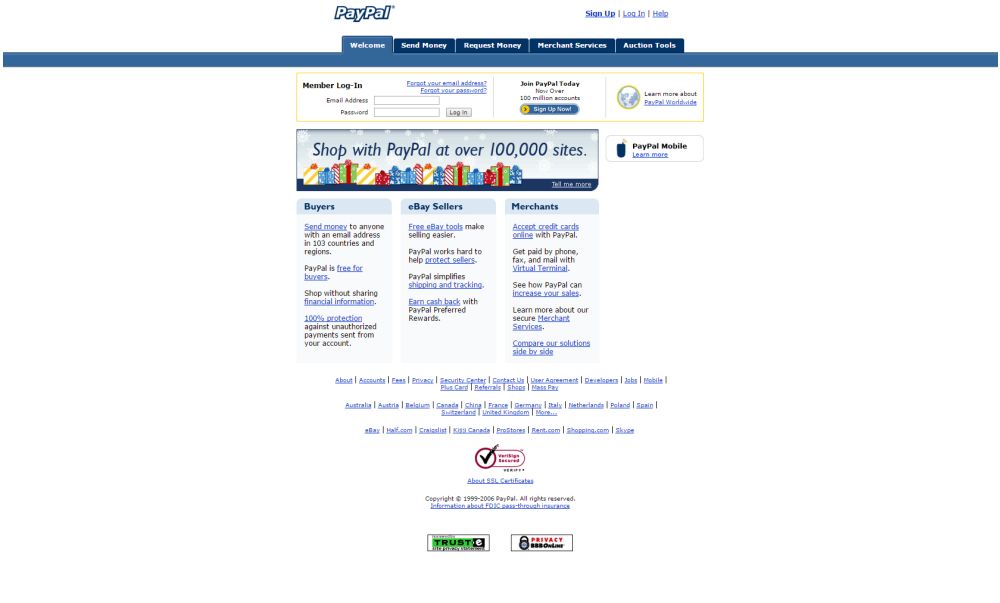 PayPal®
Sign Up | Log In | Help
Welcome Send Money Request Money Merchant Services Auction Tools
Member Log-In
Forgot your email address?
Forgot your password?
Email Address
Password
Log In
Join PayPal Today
Now Over
100 million accounts
Sign Up Now!
Learn more about
PayPal Worldwide
Shop with PayPal at over 100,000 sites.
Tell me more
PayPal Mobile
Learn more
Buyers
Send money to anyone
with an email address
in 103 countries and
regions.
PayPal is free for
buyers.
Shop without sharing
financial information.
100% protection
against unauthorized
payments sent from
your account.
eBay Sellers
Free eBay tools make
selling easier.
PayPal works hard to
help protect sellers.
PayPal simplifies
shipping and tracking.
Earn cash back with
PayPal Preferred
Rewards.
Merchants
Accept credit cards
online with PayPal.
Get paid by phone,
fax, and mail with
Virtual Terminal.
See how PayPal can
increase your sales.
Learn more about our
secure Merchant
Services.
Compare our solutions
side by side
About | Accounts | Fees | Privacy | Security Center | Contact Us | User Agreement | Developers | Jobs | Mobile |
Plus Card | Referrals | Shops | Mass Pay
Australia | Austria | Belgium | Canada | China | France | Germany | Italy | Netherlands | Poland | Spain |
Switzerland | United Kingdom | More...
eBay | Half.com | Craigslist | Kijiji Canada | ProStores | Rent.com | Shopping.com | Skype
VeriSign
Secured
VERIFY
About SSL Certificates
Copyright © 1999-2006 PayPal. All rights reserved.
Information about FDIC pass-through insurance
reviewed by
TRUSTe
site privacy statement
PRIVACY
BBBOnLine